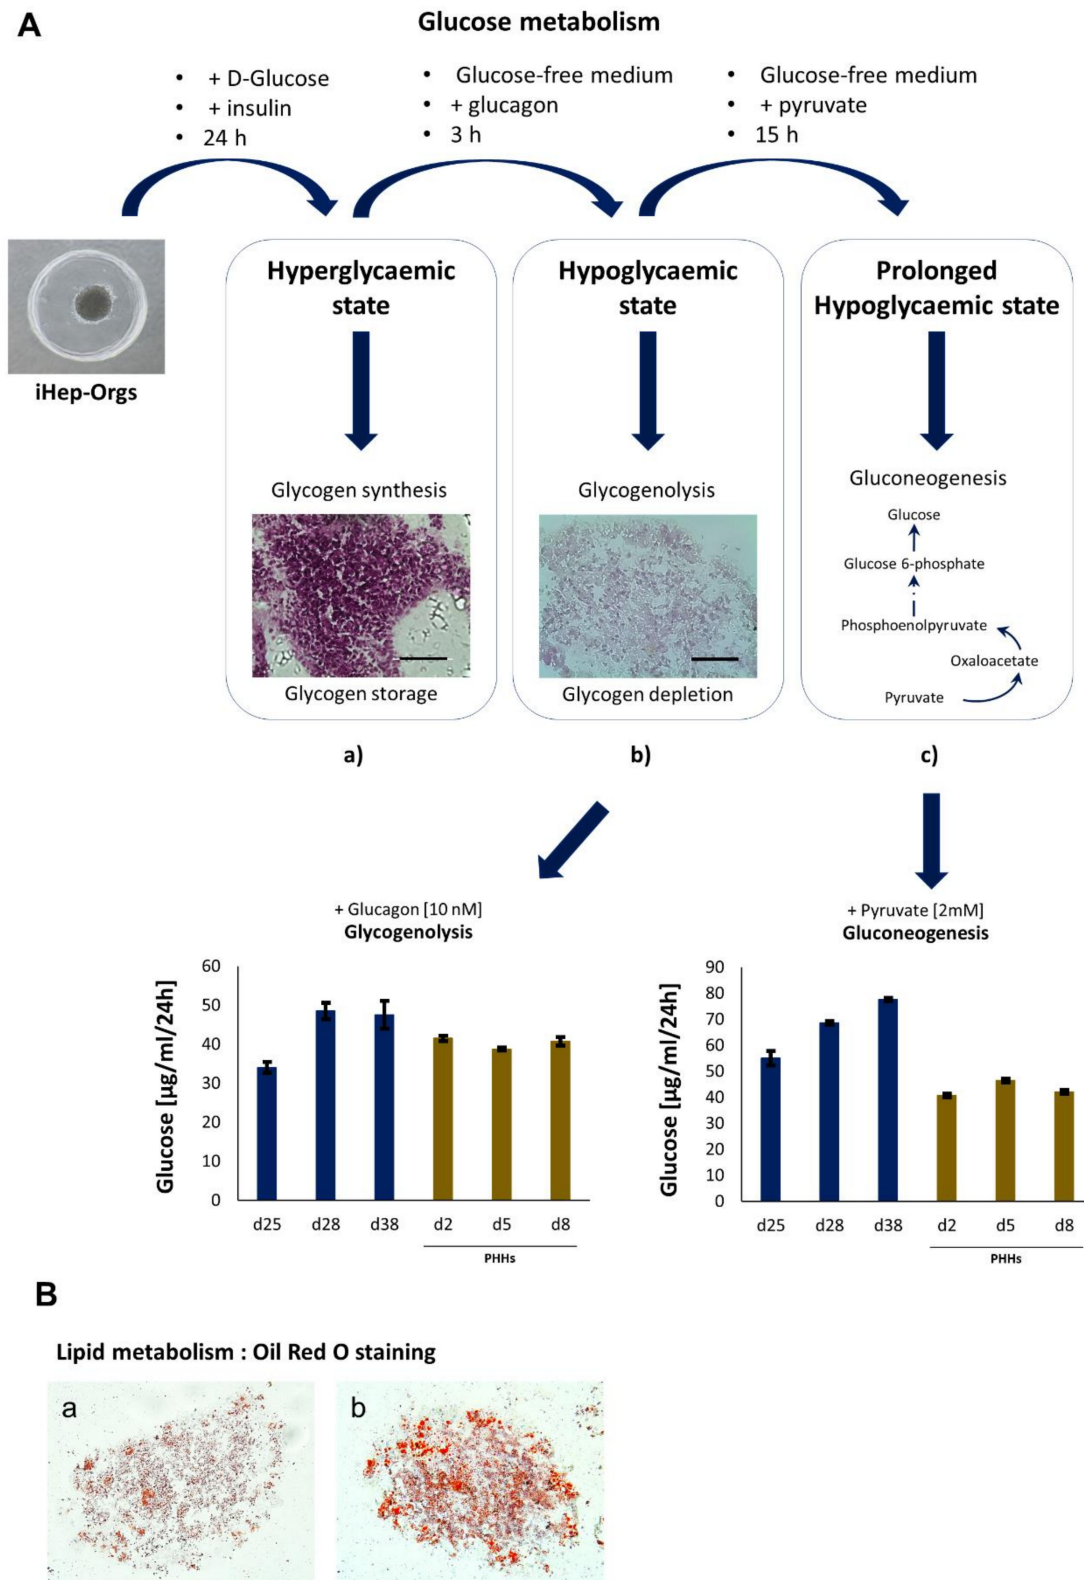 A
Glucose metabolism
• + D-Glucose
• + insulin
• 24 h
• Glucose-free medium
• + glucagon
• 3 h
• Glucose-free medium
• + pyruvate
• 15 h
iHep-Orgs
Hyperglycaemic
state
Glycogen synthesis
Glycogen storage
a)
Hypoglycaemic
state
Glycogenolysis
Glycogen depletion
b)
Prolonged
Hypoglycaemic state
Gluconeogenesis
Glucose
Glucose 6-phosphate
Phosphoenolpyruvate
Oxaloacetate
Pyruvate
c)
+ Glucagon [10 nM]
Glycogenolysis
Glucose [µg/ml/24h]
60
50
40
30
20
10
0
d25 d28 d38 d2 d5 d8
PHHs
+ Pyruvate [2mM]
Gluconeogenesis
Glucose [µg/ml/24h]
90
80
70
60
50
40
30
20
10
0
d25 d28 d38 d2 d5 d8
PHHs
B
Lipid metabolism : Oil Red O staining
a
b